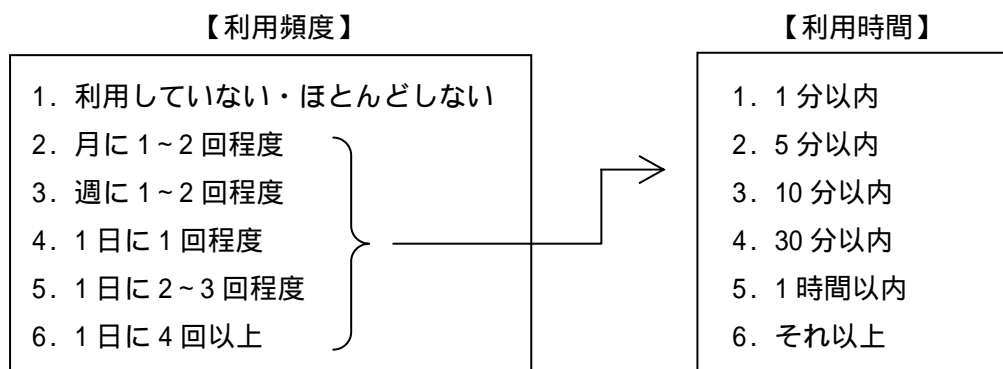 【利用頻度】
1. 利用していない・ほとんどしない
2. 月に1~2回程度
3. 週に1~2回程度
4. 1日に1回程度
5. 1日に2~3回程度
6. 1日に4回以上
【利用時間】
1. 1分以内
2. 5分以内
3. 10分以内
4. 30分以内
5. 1時間以内
6. それ以上